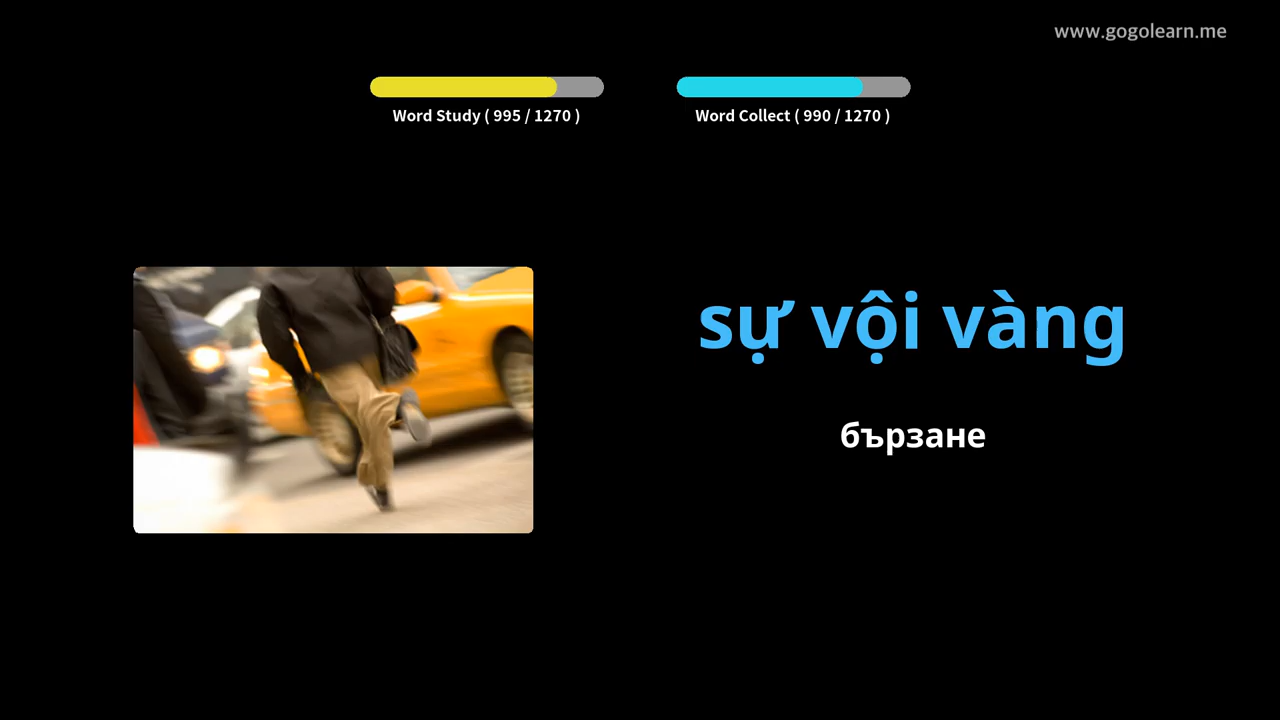 www.gogolearn.me
Word Study ( 995 / 1270 )
Word Collect ( 990 / 1270 )
sự vội vàng
бързане